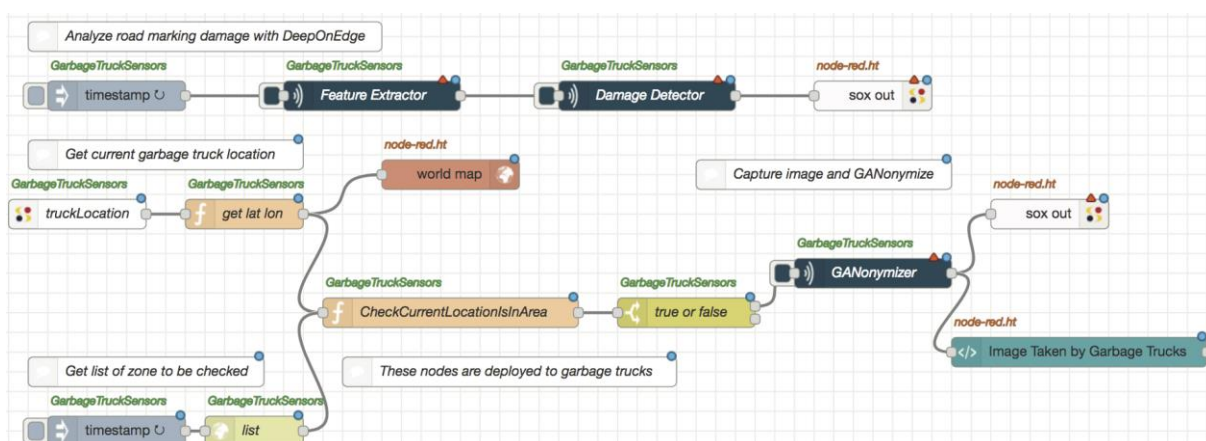 Analyze road marking damage with DeepOnEdge
GarbageTruckSensors
GarbageTruckSensors
GarbageTruckSensors
node-red.ht
timestamp ↻
Feature Extractor
Damage Detector
sox out
Get current garbage truck location
node-red.ht
world map
Capture image and GANonymize
GarbageTruckSensors
GarbageTruckSensors
node-red.ht
truckLocation
get lat lon
sox out
GarbageTruckSensors
GANonymizer
GarbageTruckSensors
GarbageTruckSensors
CheckCurrentLocationIsInArea
true or false
node-red.ht
Image Taken by Garbage Trucks
Get list of zone to be checked
These nodes are deployed to garbage trucks
GarbageTruckSensors
GarbageTruckSensors
timestamp ↻
list